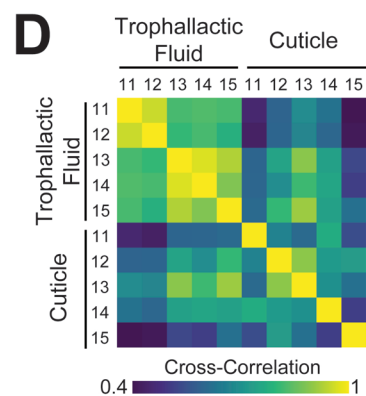 D
Trophallactic
Fluid
Cuticle
11 12 13 14 15 11 12 13 14 15
Trophallactic
Fluid
11
12
13
14
15
Cuticle
11
12
13
14
15
Cross-Correlation
0.4 1